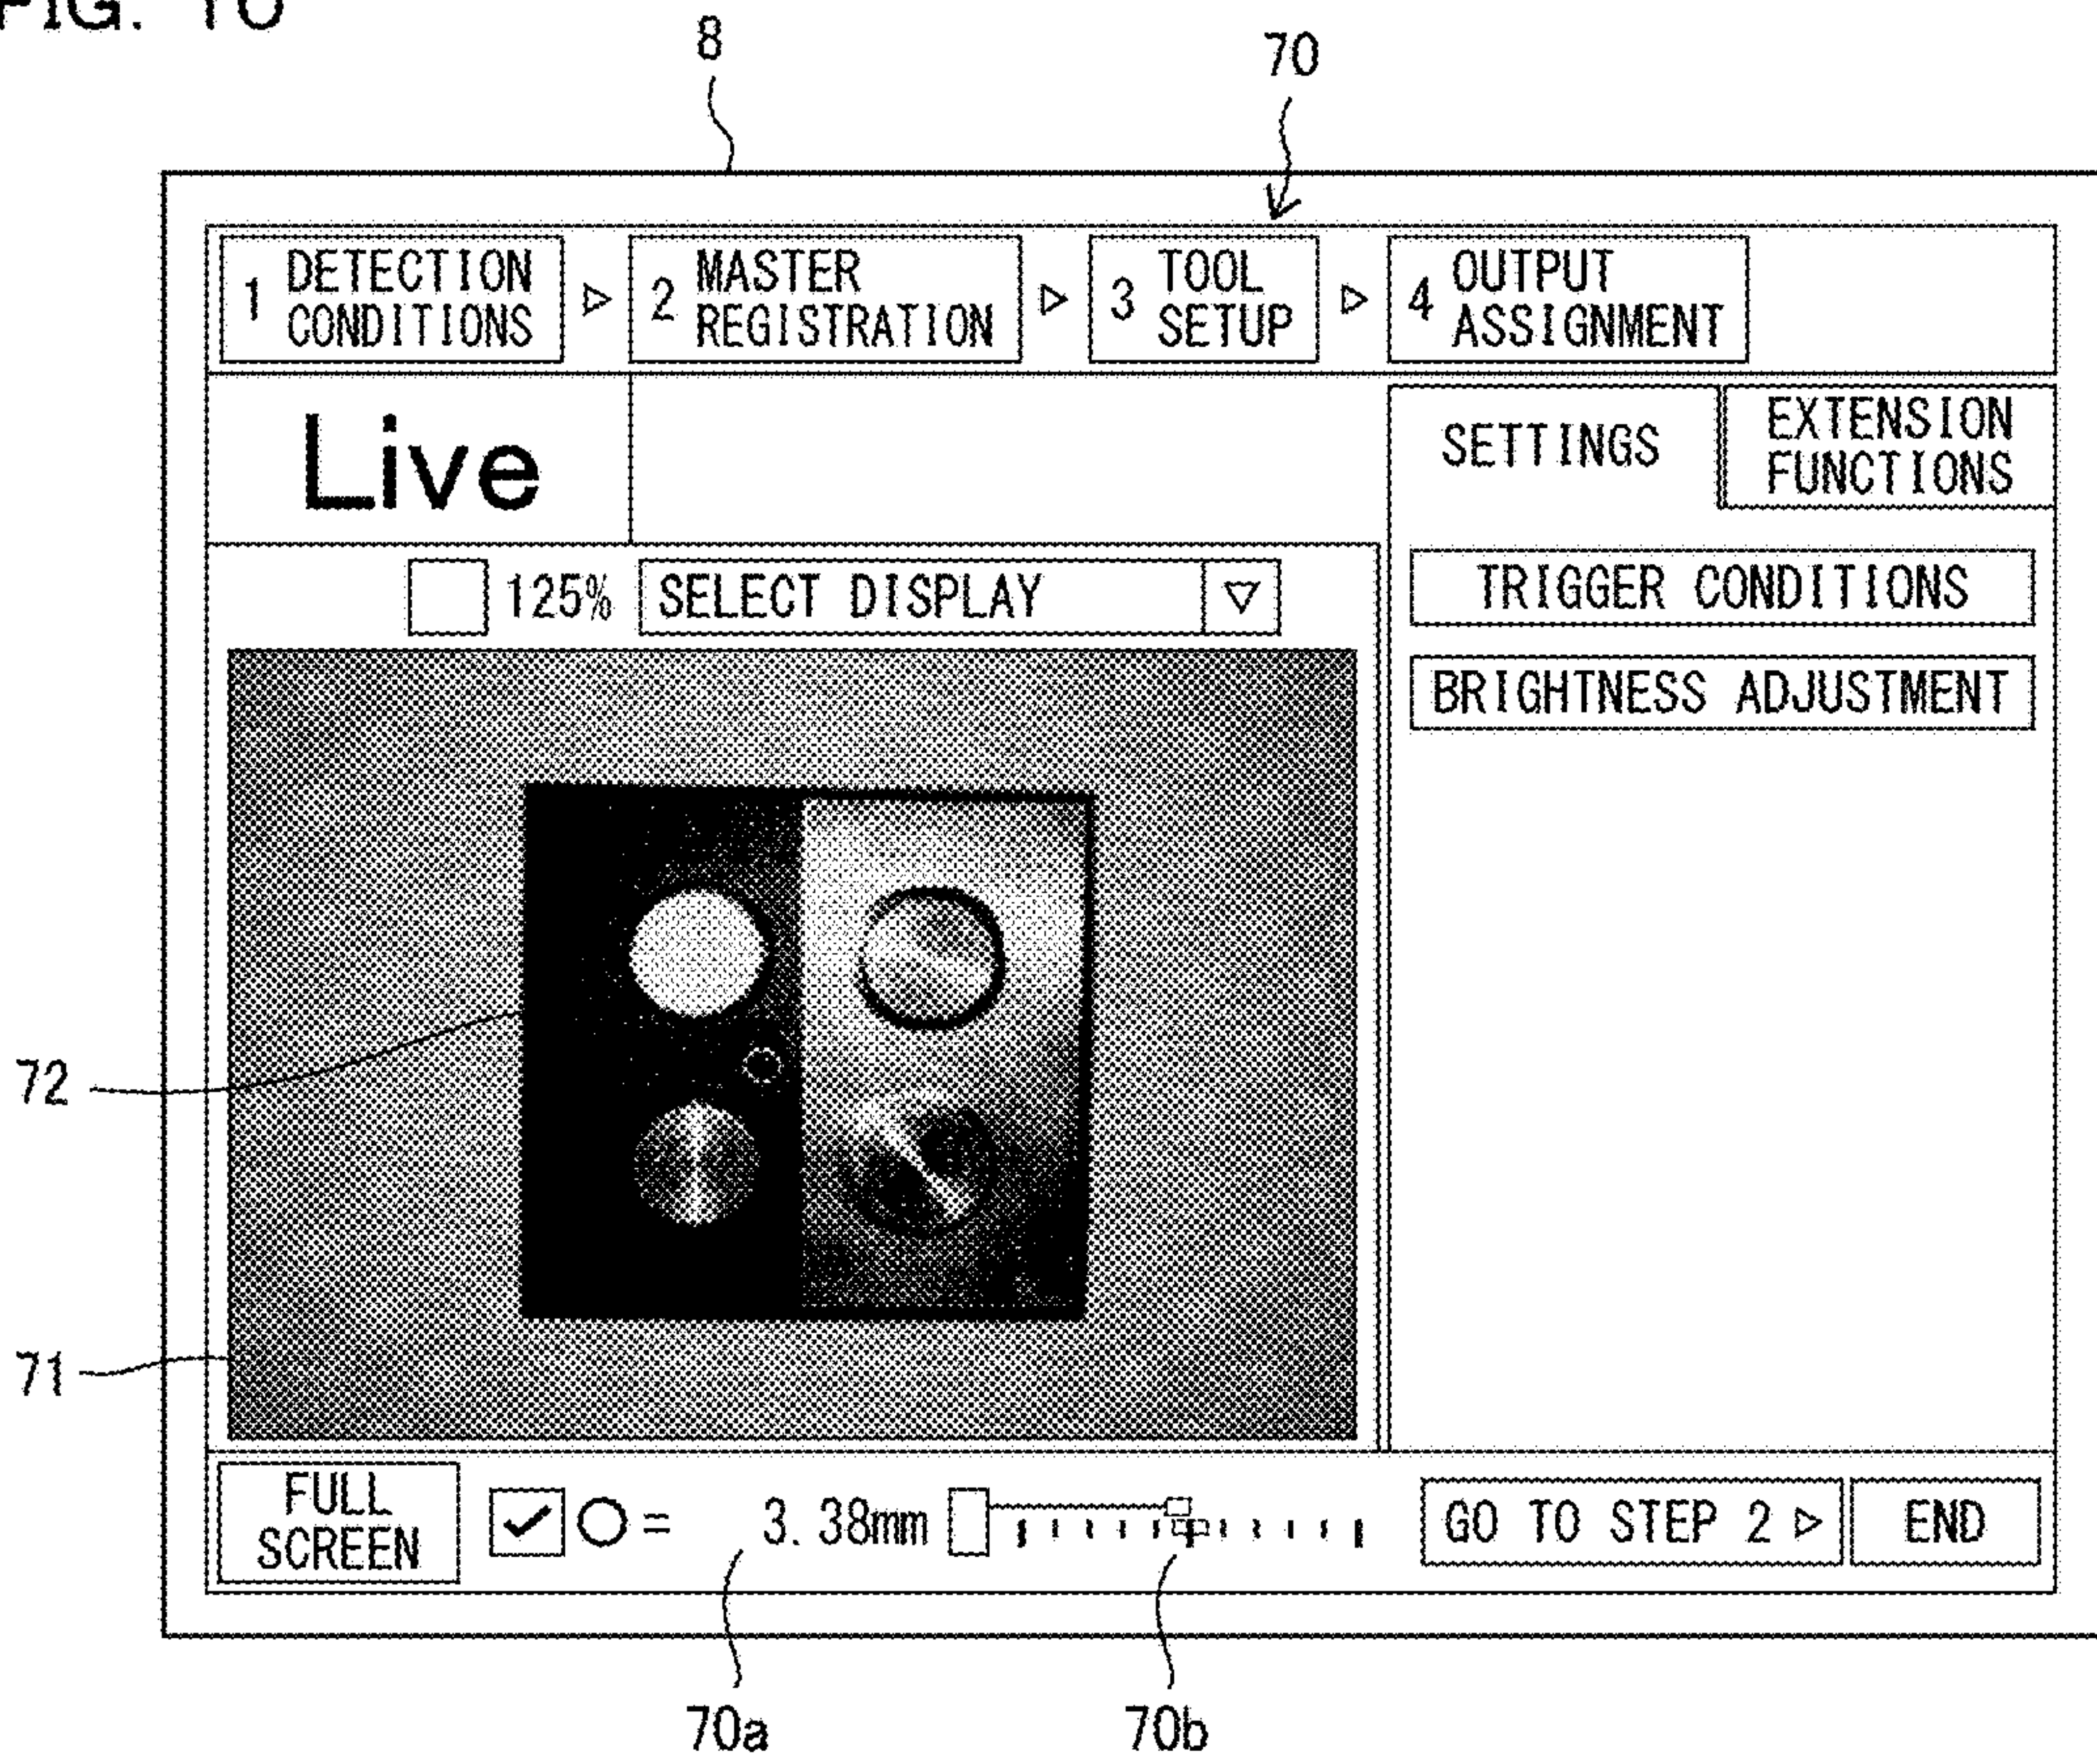 FIG. 10
8
70
1 DETECTION CONDITIONS ▷ 2 MASTER REGISTRATION ▷ 3 TOOL SETUP ▷ 4 OUTPUT ASSIGNMENT
Live
SETTINGS
EXTENSION
FUNCTIONS
125%
SELECT DISPLAY
TRIGGER CONDITIONS
BRIGHTNESS ADJUSTMENT
72
71
FULL
SCREEN
= 3.38mm
GO TO STEP 2 ▷
END
70a
70b